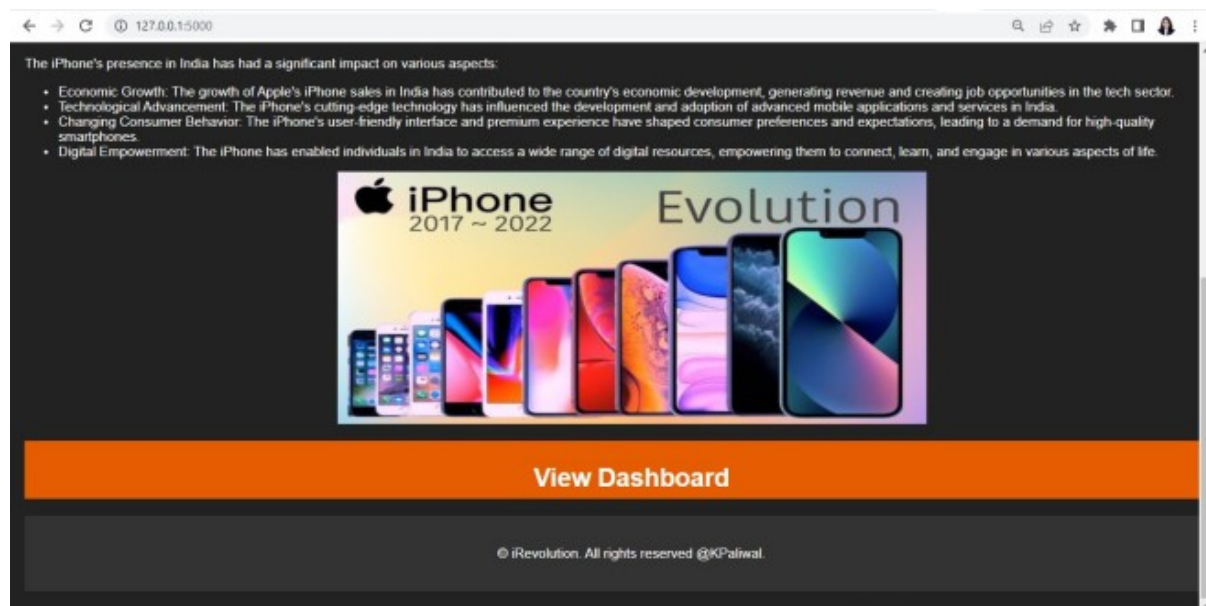 127.0.0.1:5000
The iPhone's presence in India has had a significant impact on various aspects:
• Economic Growth: The growth of Apple's iPhone sales in India has contributed to the country's economic development, generating revenue and creating job opportunities in the tech sector.
• Technological Advancement: The iPhone's cutting-edge technology has influenced the development and adoption of advanced mobile applications and services in India.
• Changing Consumer Behavior: The iPhone's user-friendly interface and premium experience have shaped consumer preferences and expectations, leading to a demand for high-quality
smartphones.
• Digital Empowerment: The iPhone has enabled individuals in India to access a wide range of digital resources, empowering them to connect, learn, and engage in various aspects of life.
iPhone Evolution
2017 ~ 2022
View Dashboard
© iRevolution. All rights reserved @KPaliwal.